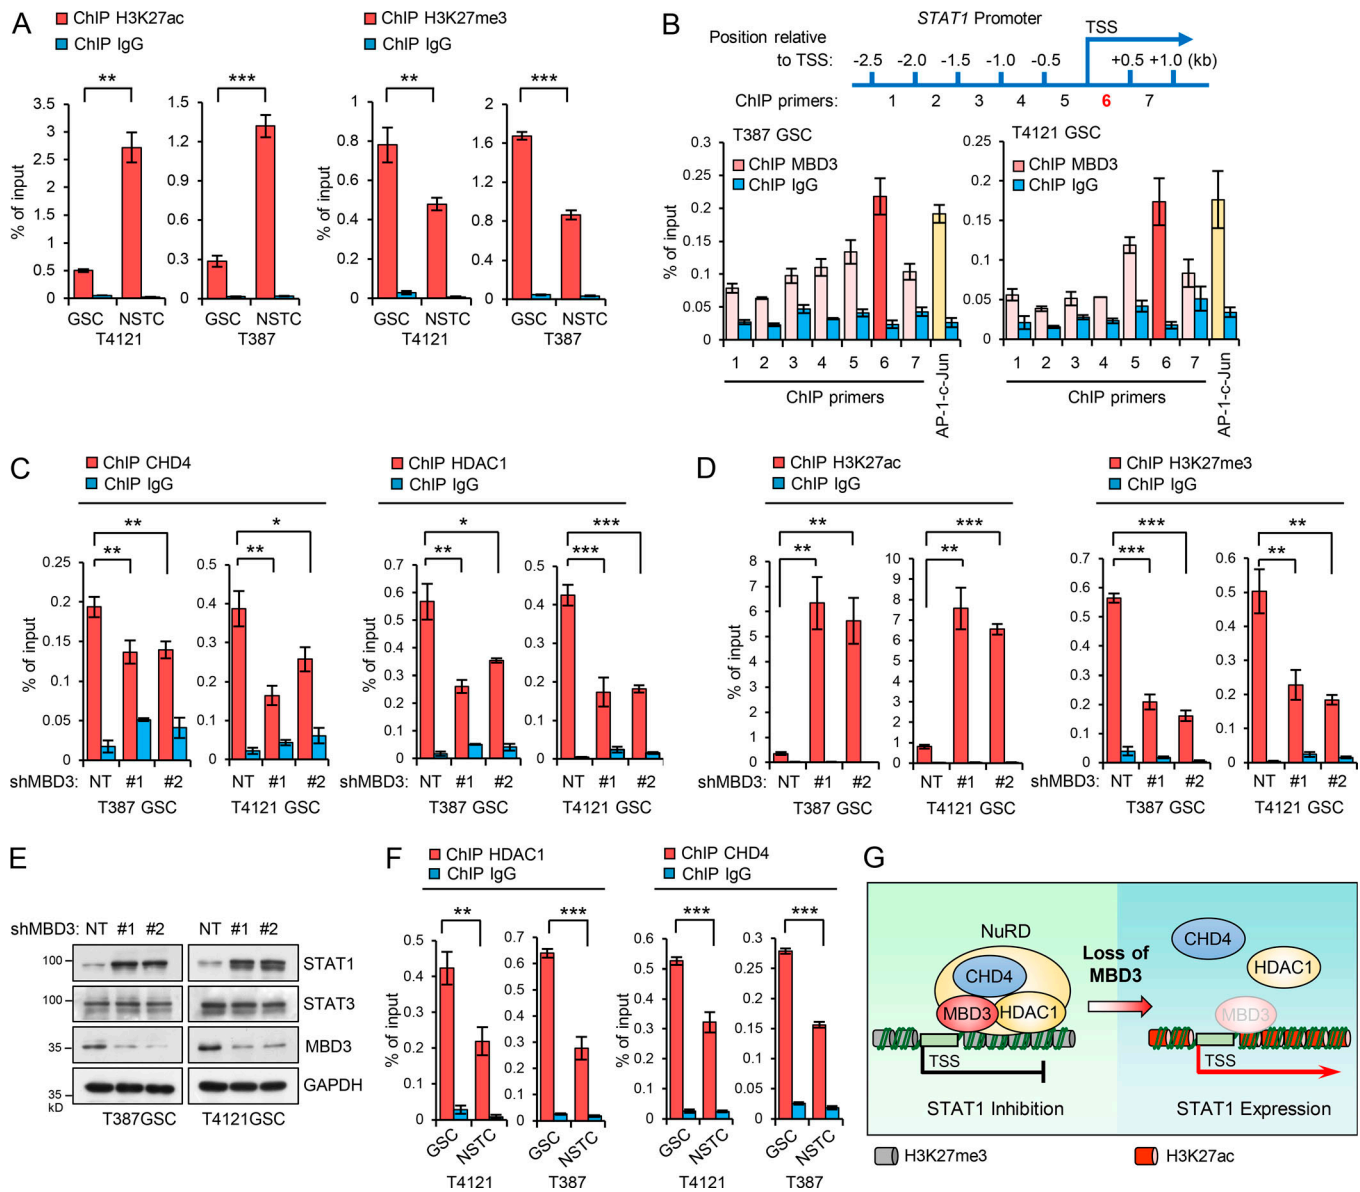 A
ChIP H3K27ac
ChIP IgG
ChIP H3K27me3
ChIP IgG
** *** ** ***
% of input
3.5
3
2.5
2
1.5
1
0.5
0
GSC NSTC
T4121
1.5
1.2
0.9
0.6
0.3
0
GSC NSTC
T387
% of input
1
0.8
0.6
0.4
0.2
0
GSC NSTC
T4121
2
1.6
1.2
0.8
0.4
0
GSC NSTC
T387
B
STAT1 Promoter
Position relative to TSS:
TSS
-2.5 -2.0 -1.5 -1.0 -0.5 +0.5 +1.0 (kb)
ChIP primers: 1 2 3 4 5 6 7
T387 GSC
ChIP MBD3
ChIP IgG
% of input
0.3
0.25
0.2
0.15
0.1
0.05
0
1 2 3 4 5 6 7
ChIP primers
AP-1-c-Jun
T4121 GSC
ChIP MBD3
ChIP IgG
0.25
0.2
0.15
0.1
0.05
0
1 2 3 4 5 6 7
ChIP primers
AP-1-c-Jun
C
ChIP CHD4
ChIP IgG
ChIP HDAC1
ChIP IgG
** * * ***
** ** ** ***
% of input
0.25
0.2
0.15
0.1
0.05
0
0.5
0.4
0.3
0.2
0.1
0
shMBD3: NT #1 #2 NT #1 #2
T387 GSC T4121 GSC
% of input
0.7
0.6
0.5
0.4
0.3
0.2
0.1
0
0.5
0.4
0.3
0.2
0.1
0
shMBD3: NT #1 #2 NT #1 #2
T387 GSC T4121 GSC
D
ChIP H3K27ac
ChIP IgG
ChIP H3K27me3
ChIP IgG
** *** *** **
** ** *** **
% of input
8
7
6
5
4
3
2
1
0
10
9
8
7
6
5
4
3
2
1
0
shMBD3: NT #1 #2 NT #1 #2
T387 GSC T4121 GSC
0.7
0.6
0.5
0.4
0.3
0.2
0.1
0
0.6
0.5
0.4
0.3
0.2
0.1
0
shMBD3: NT #1 #2 NT #1 #2
T387 GSC T4121 GSC
E
shMBD3: NT #1 #2 NT #1 #2
100 STAT1
100 STAT3
35 MBD3
35 GAPDH
kD
T387GSC T4121GSC
F
ChIP HDAC1
ChIP IgG
ChIP CHD4
ChIP IgG
** *** *** ***
% of input
0.5
0.4
0.3
0.2
0.1
0
GSC NSTC
T4121
0.7
0.6
0.5
0.4
0.3
0.2
0.1
0
GSC NSTC
T387
% of input
0.6
0.5
0.4
0.3
0.2
0.1
0
GSC NSTC
T4121
0.3
0.25
0.2
0.15
0.1
0.05
0
GSC NSTC
T387
G
NuRD
CHD4
MBD3 HDAC1
TSS
STAT1 Inhibition
Loss of
MBD3
CHD4
HDAC1
MBD3
TSS
STAT1 Expression
H3K27me3
H3K27ac